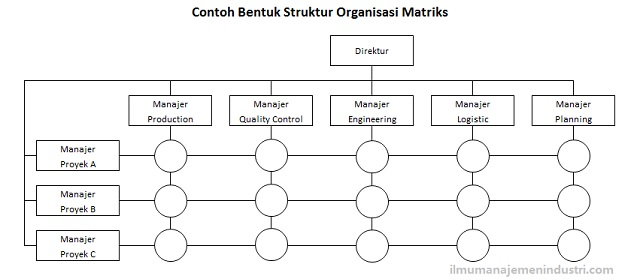 Contoh Bentuk Struktur Organisasi Matriks
Direktur
Manajer
Production
Manajer
Quality Control
Manajer
Engineering
Manajer
Logistic
Manajer
Planning
Manajer
Proyek A
Manajer
Proyek B
Manajer
Proyek C
ilmumanajemenindustri.com